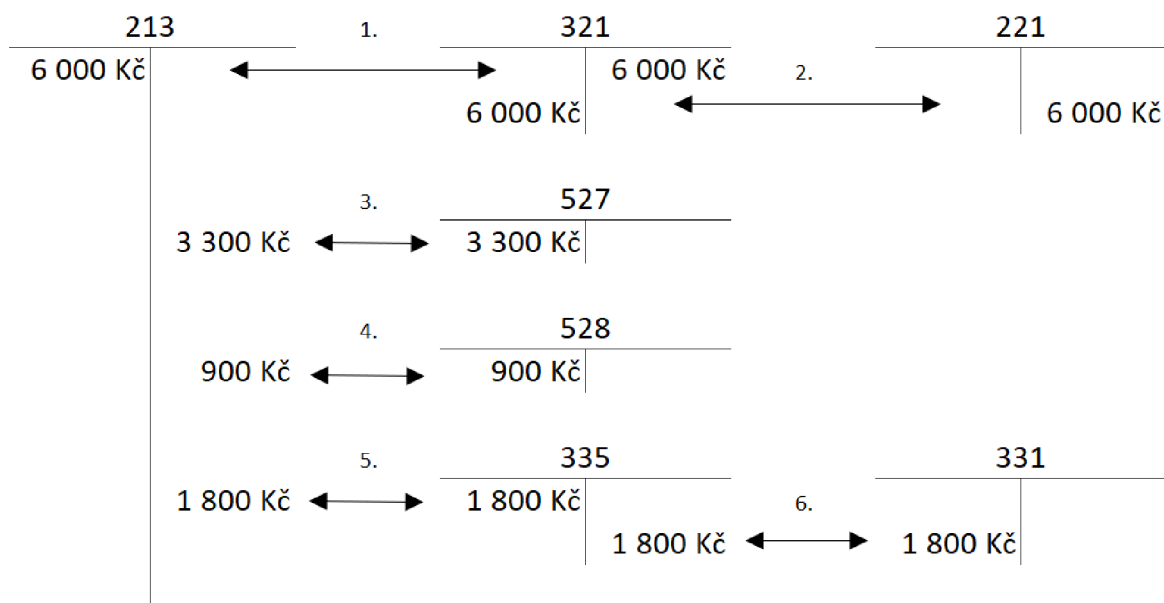 213 1. 321 221
6 000 Kč 6 000 Kč 2.
6 000 Kč 6 000 Kč
3. 527
3 300 Kč 3 300 Kč
4. 528
900 Kč 900 Kč
5. 335 331
1 800 Kč 1 800 Kč 6.
1 800 Kč 1 800 Kč